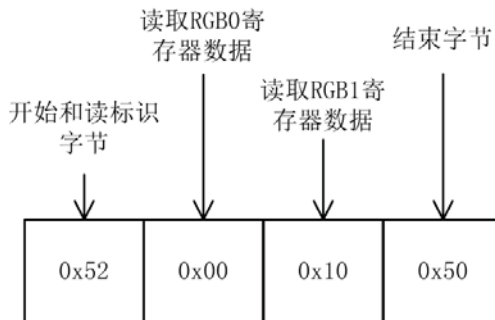 读取RGB0寄
存器数据
结束字节
读取RGB1寄
存器数据
开始和读标识
字节
0x52
0x00
0x10
0x50